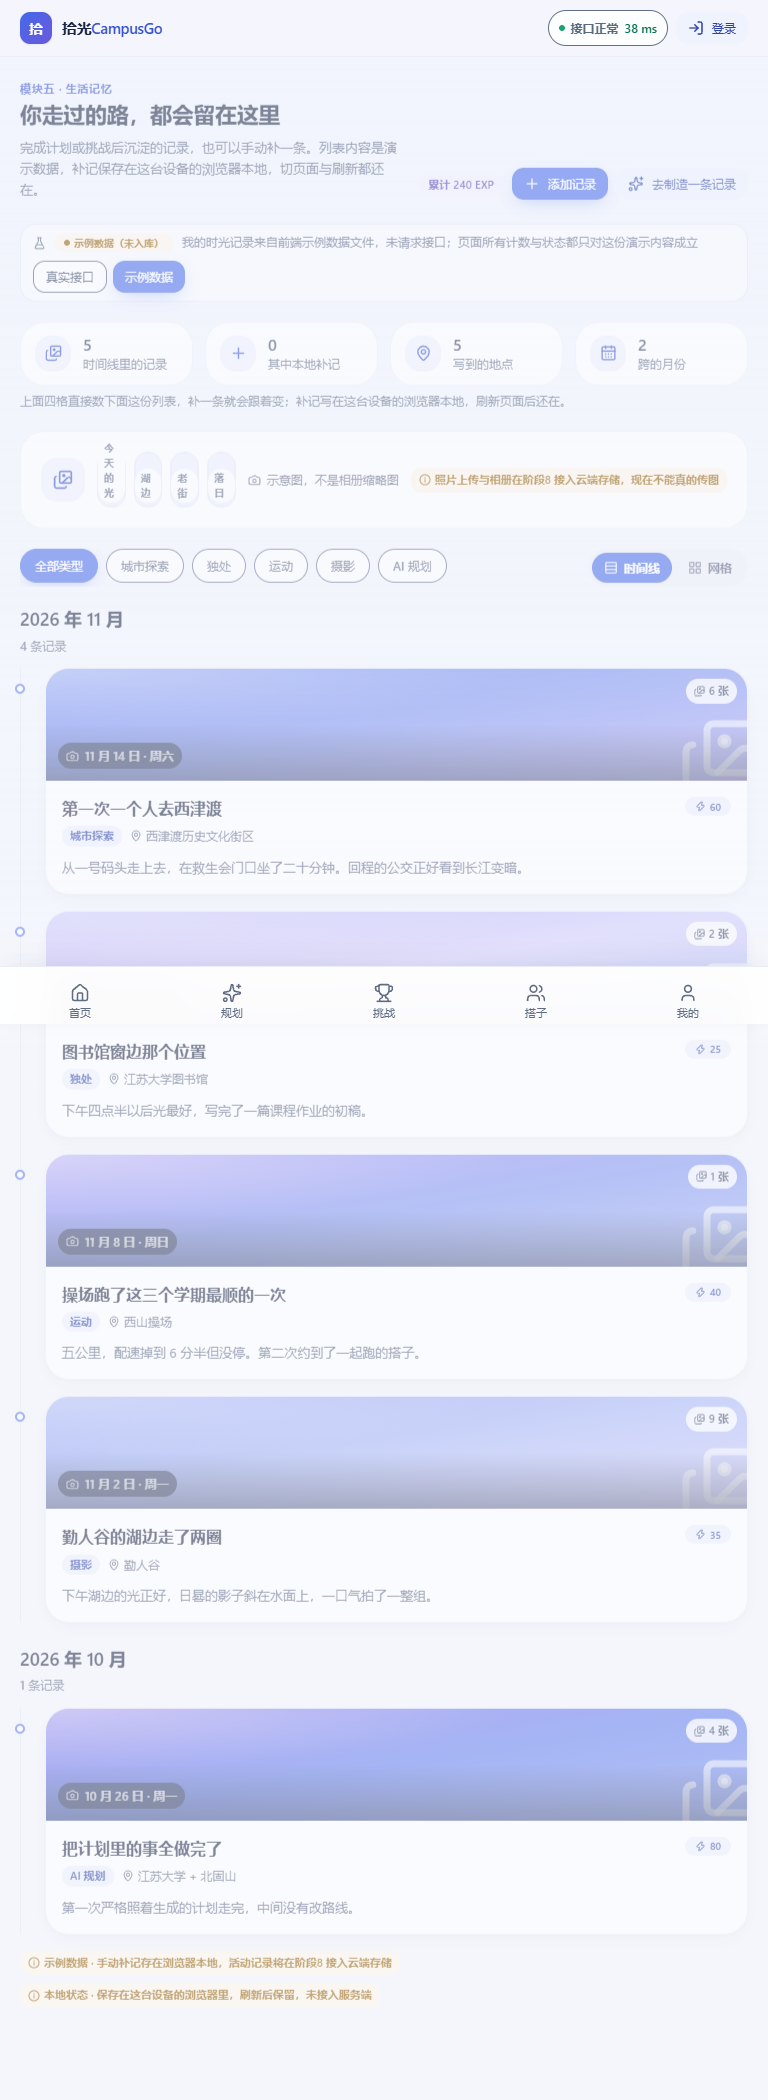 拾 拾光CampusGo
接口正常 38 ms
登录
模块五 · 生活记忆
你走过的路，都会留在这里
完成计划或挑战后沉淀的记录，也可以手动补一条。列表内容是演
示数据，补记保存在这台设备的浏览器本地，切页面与刷新都还
在。
累计 240 EXP
添加记录
去制造一条记录
示例数据（未入库）
我的时光记录来自前端示例数据文件，未请求接口；页面所有计数与状态都只对这份演示内容成立
真实接口
示例数据
5
时间线里的记录
0
其中本地补记
5
写到的地点
2
跨的月份
上面四格直接数下面这份列表，补一条就会跟着变；补记写在这台设备的浏览器本地，刷新页面后还在。
今天的光
湖边
老街
落日
示意图，不是相册缩略图
照片上传与相册在阶段8 接入云端存储，现在不能真的传图
全部类型
城市探索
独处
运动
摄影
AI 规划
时间线
网格
2026 年 11 月
4 条记录
6 张
11 月 14 日 · 周六
第一次一个人去西津渡
60
城市探索
西津渡历史文化街区
从一号码头走上去，在救生会门口坐了二十分钟。回程的公交正好看到长江变暗。
2 张
首页
规划
挑战
搭子
我的
图书馆窗边那个位置
25
独处
江苏大学图书馆
下午四点半以后光最好，写完了一篇课程作业的初稿。
1 张
11 月 8 日 · 周日
操场跑了这三个学期最顺的一次
40
运动
西山操场
五公里，配速掉到 6 分半但没停。第二次约到了一起跑的搭子。
9 张
11 月 2 日 · 周一
勤人谷的湖边走了两圈
35
摄影
勤人谷
下午湖边的光正好，日晷的影子斜在水面上，一口气拍了一整组。
2026 年 10 月
1 条记录
4 张
10 月 26 日 · 周一
把计划里的事全做完了
80
AI 规划
江苏大学 + 北固山
第一次严格照着生成的计划走完，中间没有改路线。
示例数据 · 手动补记存在浏览器本地，活动记录将在阶段8 接入云端存储
本地状态 · 保存在这台设备的浏览器里，刷新后保留，未接入服务端